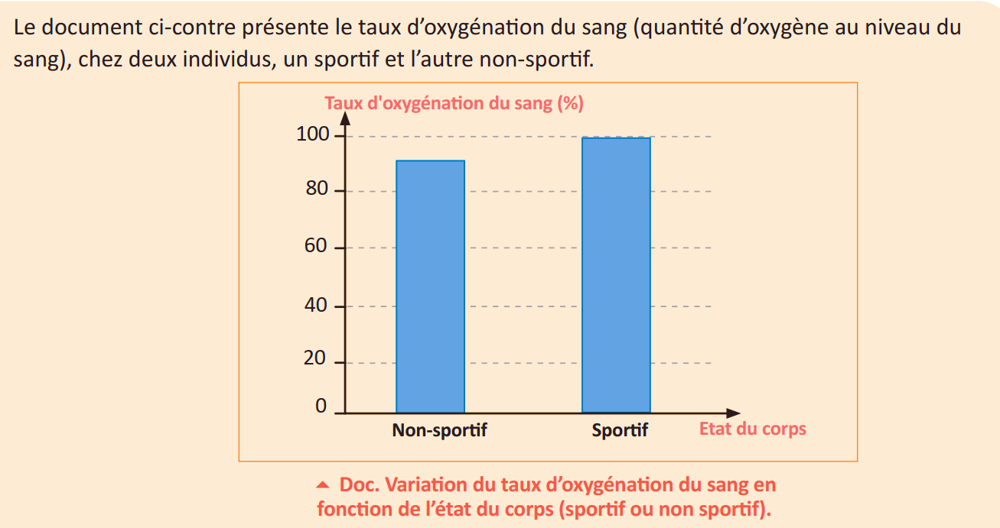 Le document ci-contre présente le taux d’oxygénation du sang (quantité d’oxygène au niveau du
sang), chez deux individus, un sportif et l’autre non-sportif.
Taux d'oxygénation du sang (%)
100
80
60
40
20
0
Non-sportif
Sportif
Etat du corps
Doc. Variation du taux d’oxygénation du sang en
fonction de l’état du corps (sportif ou non sportif).